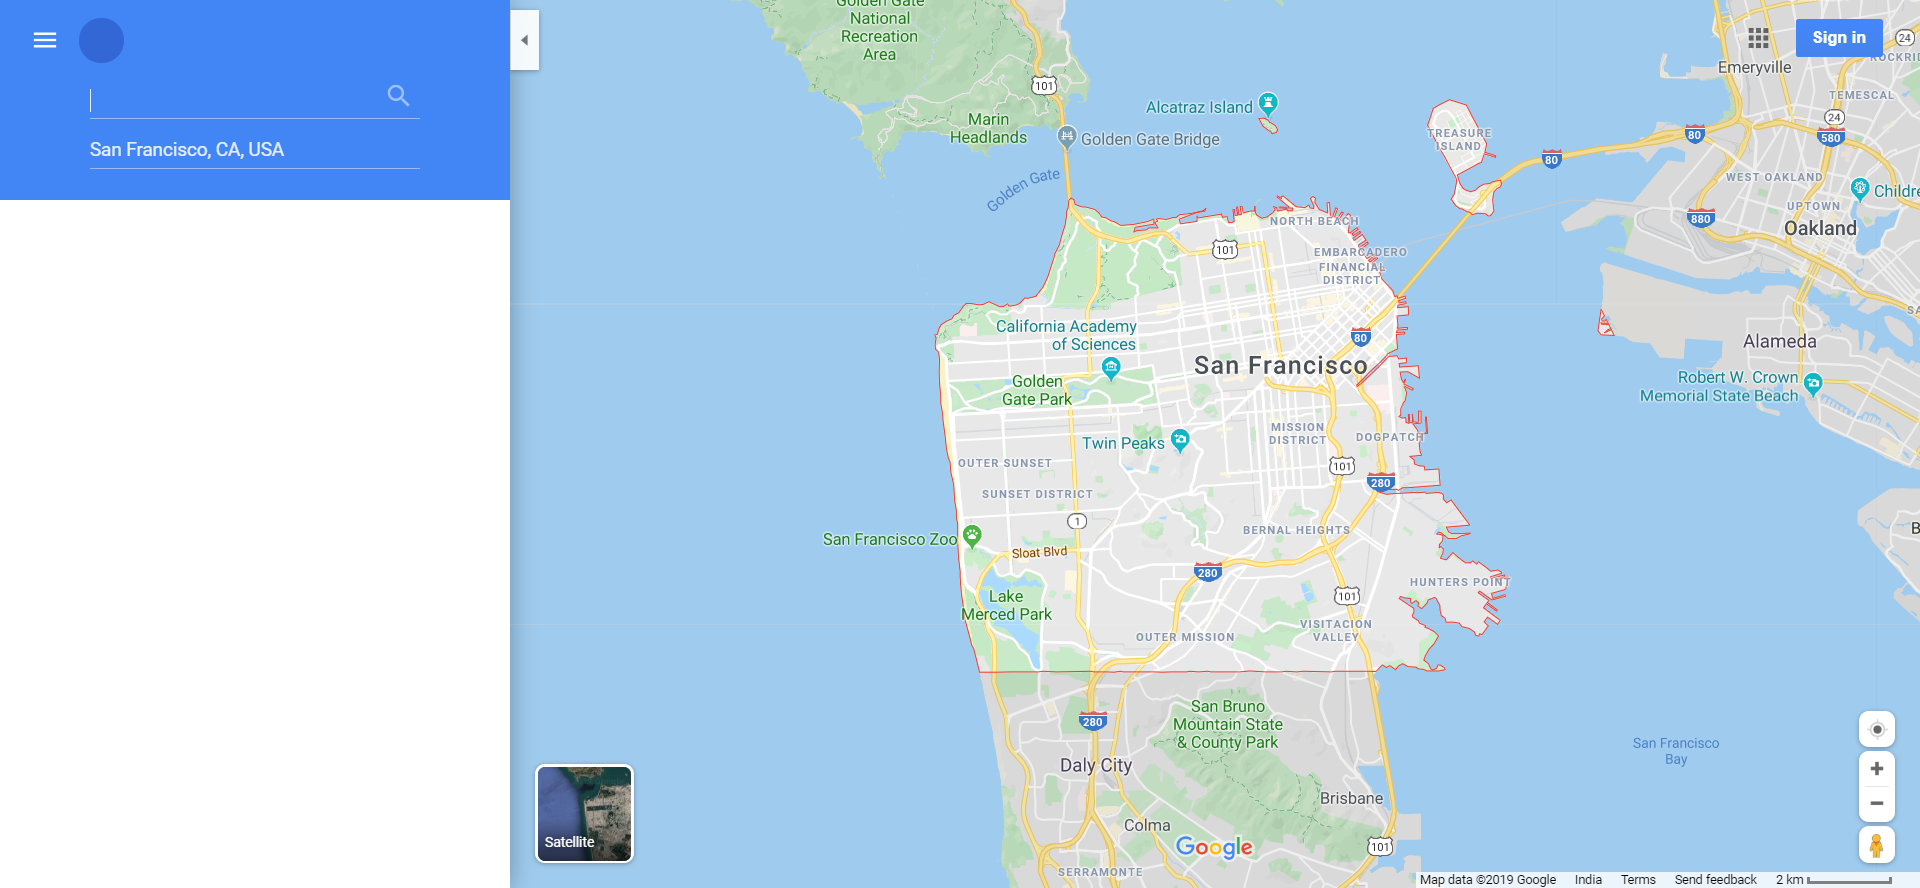 San Francisco, CA, USA
Golden Gate
National
Recreation
Area
101
Marin
Headlands
Alcatraz Island
Golden Gate Bridge
Golden Gate
TREASURE
ISLAND
80
80
Sign in
24
Emeryville
ROCKRID
TEMESCAL
24
580
WEST OAKLAND
Childre
UPTOWN
880
Oakland
NORTH BEACH
101
EMBARCADERO
FINANCIAL
DISTRICT
California Academy
of Sciences
80
San Francisco
Golden
Gate Park
Alameda
Robert W. Crown
Memorial State Beach
Twin Peaks
MISSION
DISTRICT
DOGPATCH
OUTER SUNSET
101
280
SUNSET DISTRICT
1
BERNAL HEIGHTS
San Francisco Zoo
Sloat Blvd
280
HUNTERS POINT
101
Lake
Merced Park
VISITACION
VALLEY
OUTER MISSION
San Bruno
Mountain State
& County Park
280
San Francisco
Bay
Daly City
Brisbane
Colma
Google
101
SERRAMONTE
Satellite
Map data ©2019 Google India Terms Send feedback 2 km